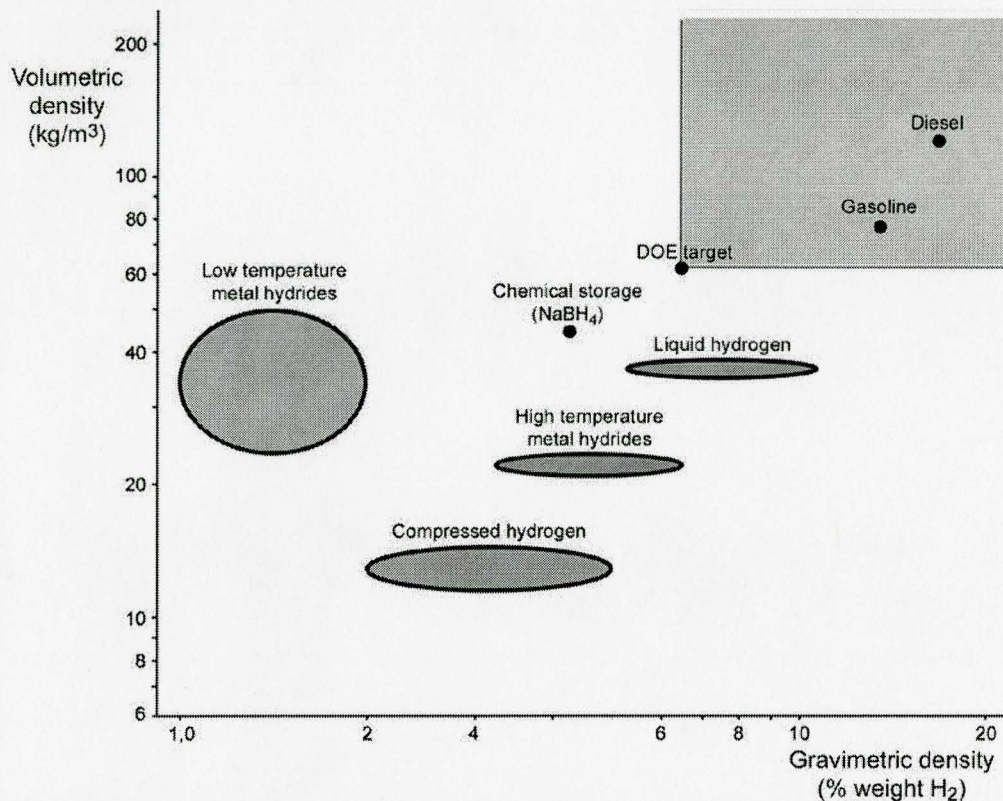 Volumetric
density
(kg/m³)
200
100
80
60
40
20
10
8
6
Diesel
Gasoline
DOE target
Low temperature
metal hydrides
Chemical storage
(NaBH₄)
Liquid hydrogen
High temperature
metal hydrides
Compressed hydrogen
1,0
2
4
6
8
10
20
Gravimetric density
(% weight H₂)